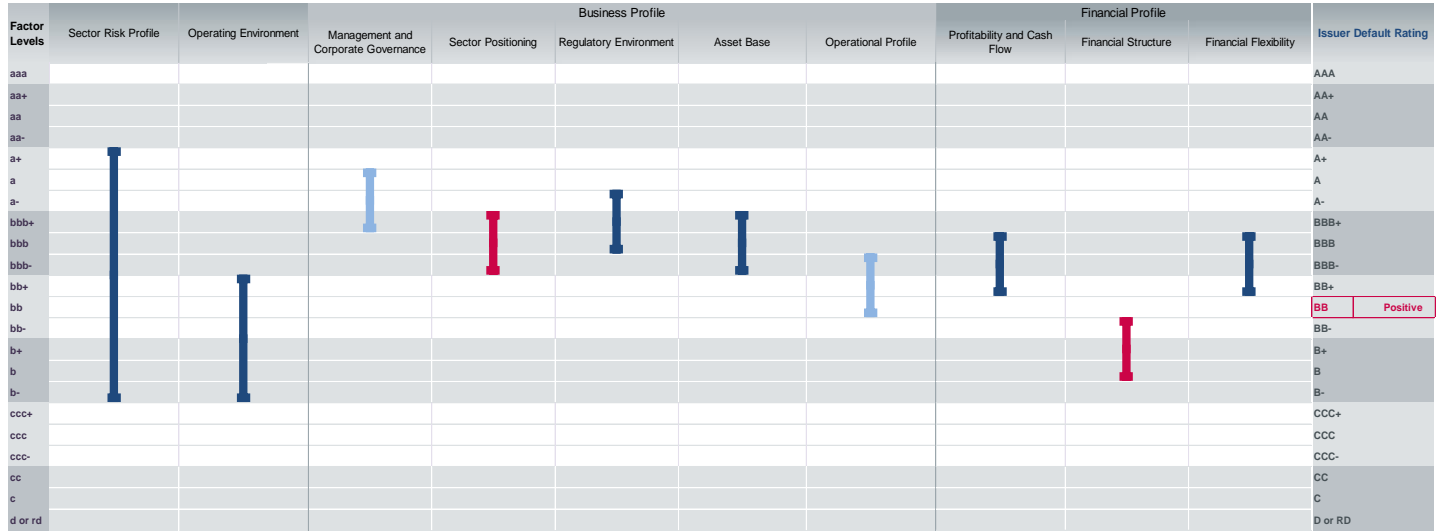 Factor
Levels
Sector Risk Profile
Operating Environment
Business Profile
Management and
Corporate Governance
Sector Positioning
Regulatory Environment
Asset Base
Operational Profile
Financial Profile
Profitability and Cash
Flow
Financial Structure
Financial Flexibility
Issuer Default Rating
aaa AAA
aa+ AA+
aa AA
aa- AA-
a+ A+
a A
a- A-
bbb+ BBB+
bbb BBB
bbb- BBB-
bb+ BB+
bb BB Positive
bb- BB-
b+ B+
b B
b- B-
ccc+ CCC+
ccc CCC
ccc- CCC-
cc CC
c C
d or rd D or RD